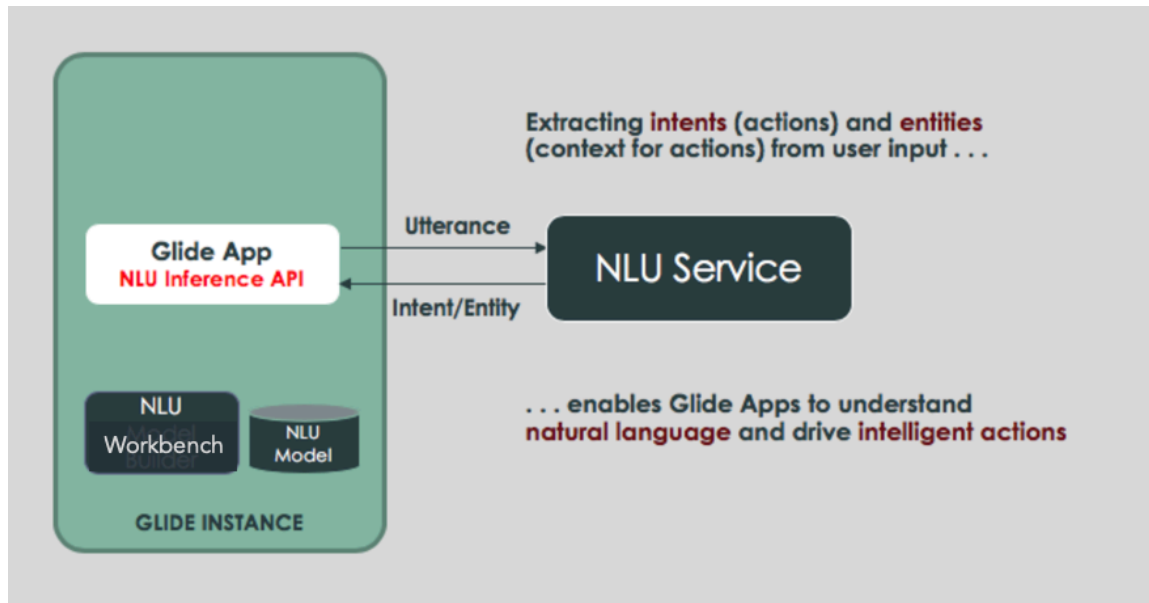 Extracting intents (actions) and entities
(context for actions) from user input . . .
Utterance
Glide App
NLU Inference API
NLU Service
Intent/Entity
NLU
Model
Workbench
Builder
NLU
Model
. . . enables Glide Apps to understand
natural language and drive intelligent actions
GLIDE INSTANCE